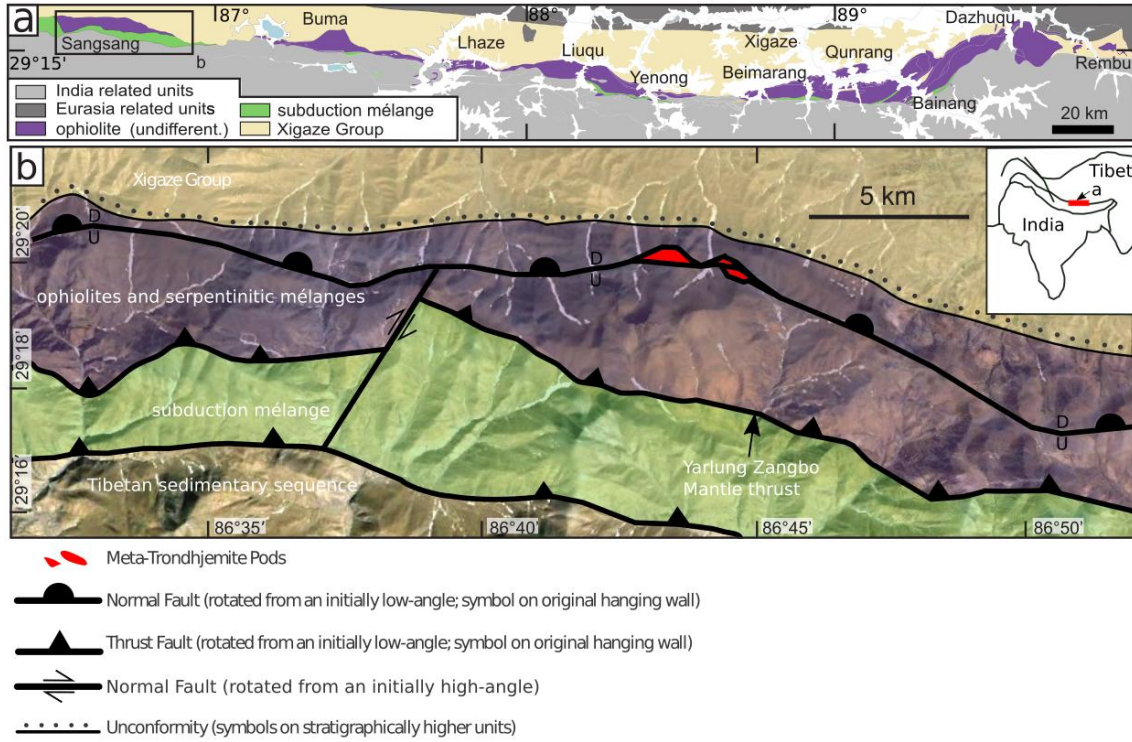 a
87°
88°
89°
Buma
Dazhuqu
Lhaze
Liuqu
Xigaze
Sangsang
Qunrang
Rembu
29°15'
b
Yenong
Beimarang
Bainang
India related units
Eurasia related units
ophiolite (undifferent.)
subduction mélange
Xigaze Group
20 km
b
Xigaze Group
5 km
Tibet
a
India
29°20'
D
U
D
U
ophiolites and serpentinitic mélanges
29°18'
subduction mélange
D
U
29°16'
Tibetan sedimentary sequence
Yarlung Zangbo
Mantle thrust
86°35'
86°40'
86°45'
86°50'
Meta-Trondhjemite Pods
Normal Fault (rotated from an initially low-angle; symbol on original hanging wall)
Thrust Fault (rotated from an initially low-angle; symbol on original hanging wall)
Normal Fault (rotated from an initially high-angle)
Unconformity (symbols on stratigraphically higher units)